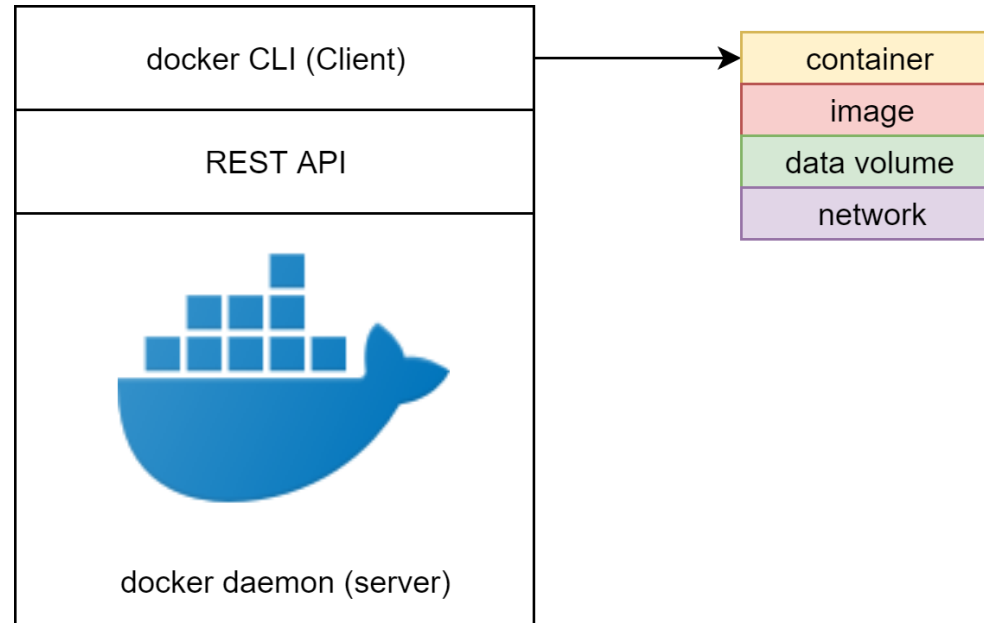 docker CLI (Client)
REST API
docker daemon (server)
container
image
data volume
network